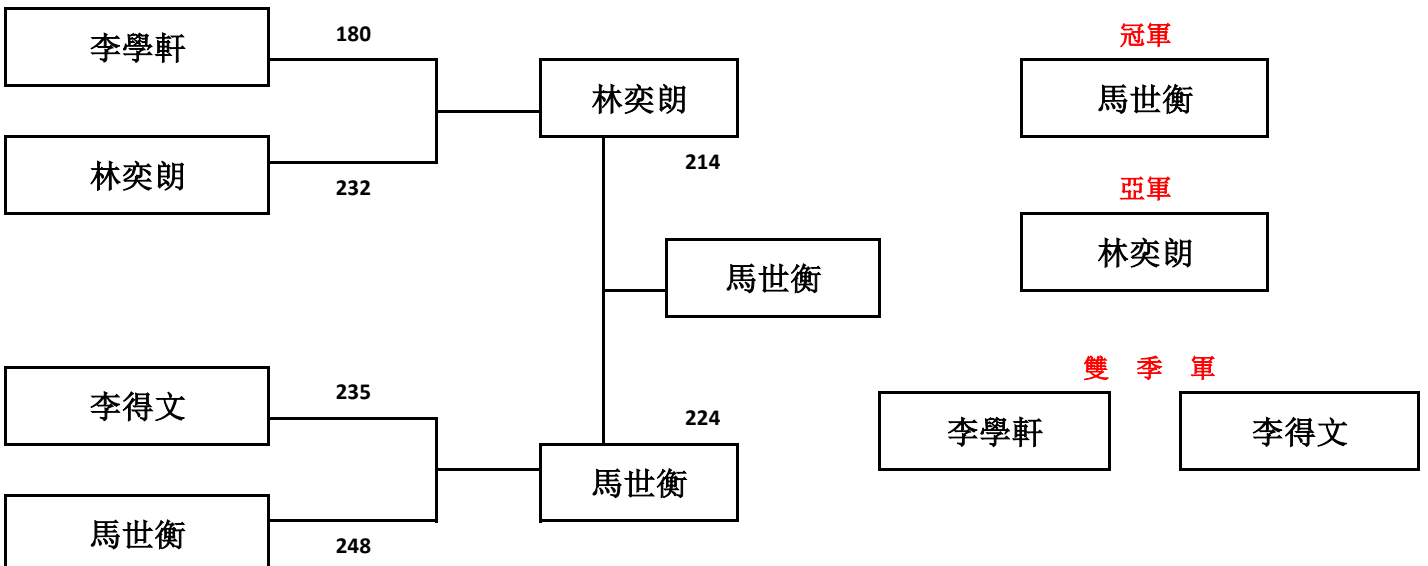 李學軒
180
林奕朗
232
林奕朗
214
馬世衡
李得文
235
馬世衡
248
224
馬世衡
冠軍
馬世衡
亞軍
林奕朗
雙 季 軍
李學軒
李得文